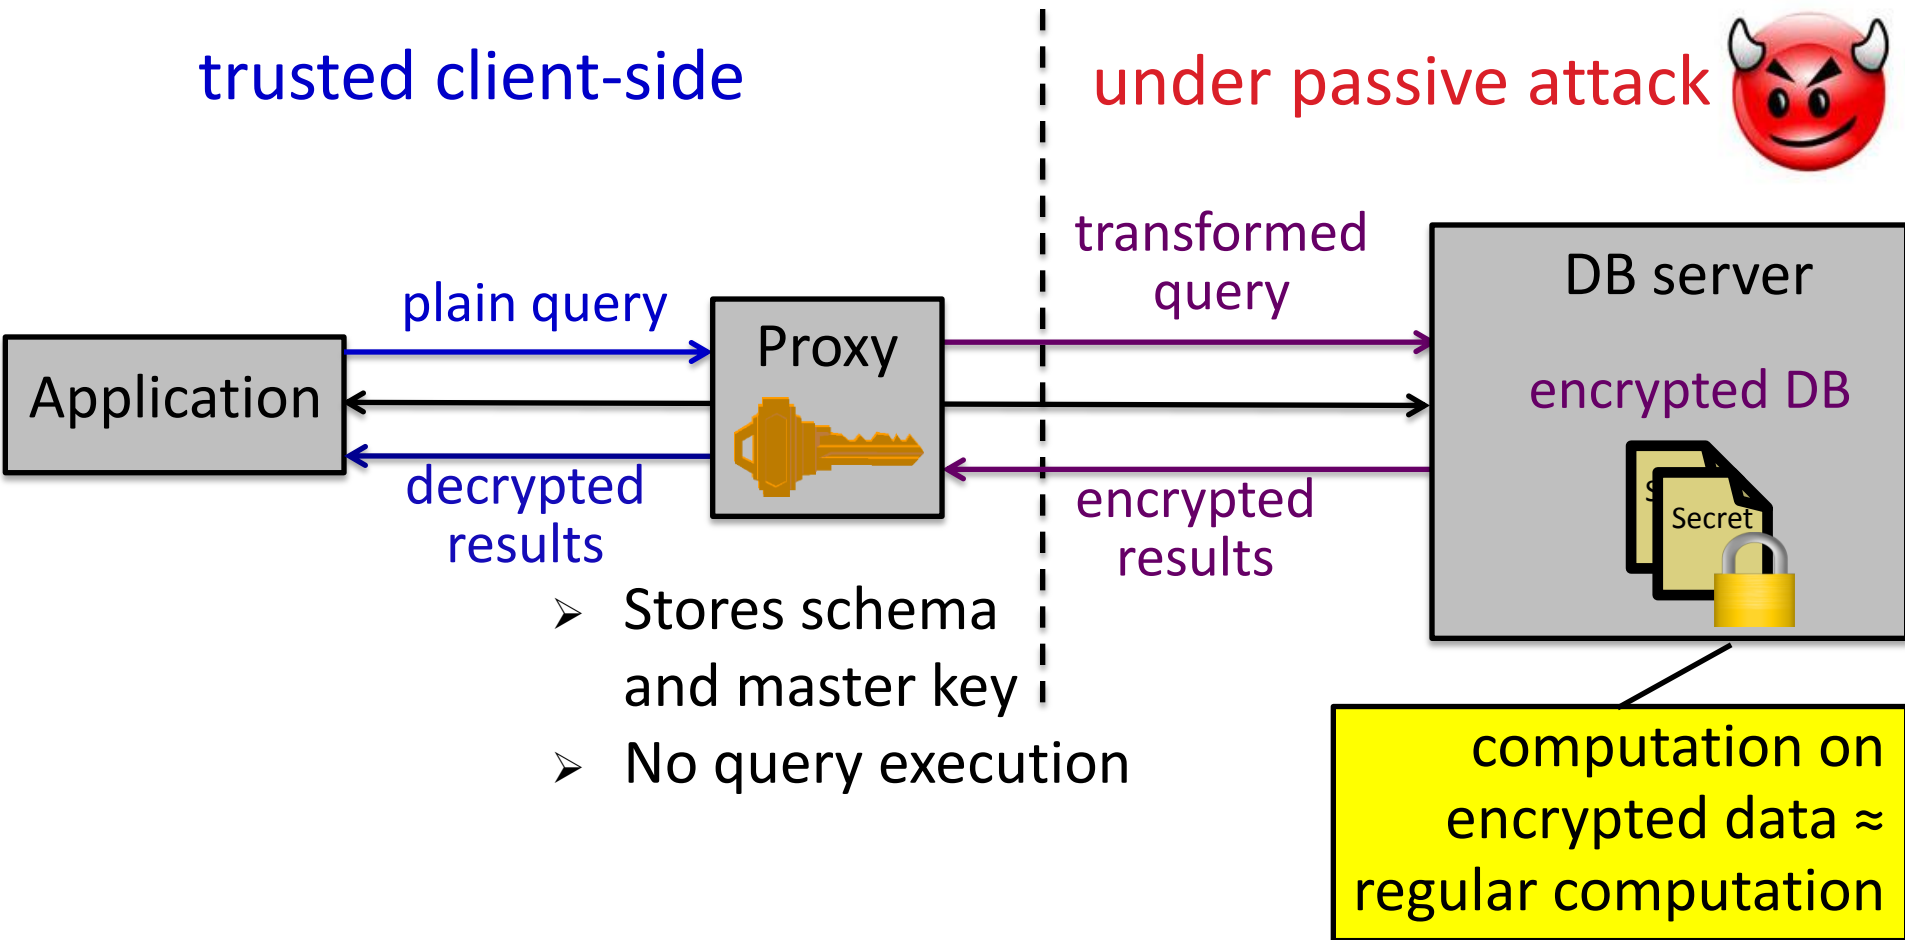 trusted client-side
under passive attack
plain query
transformed
query
Application
Proxy
DB server
encrypted DB
decrypted
results
encrypted
results
S
Secret
➢ Stores schema
and master key
➢ No query execution
computation on
encrypted data ≈
regular computation